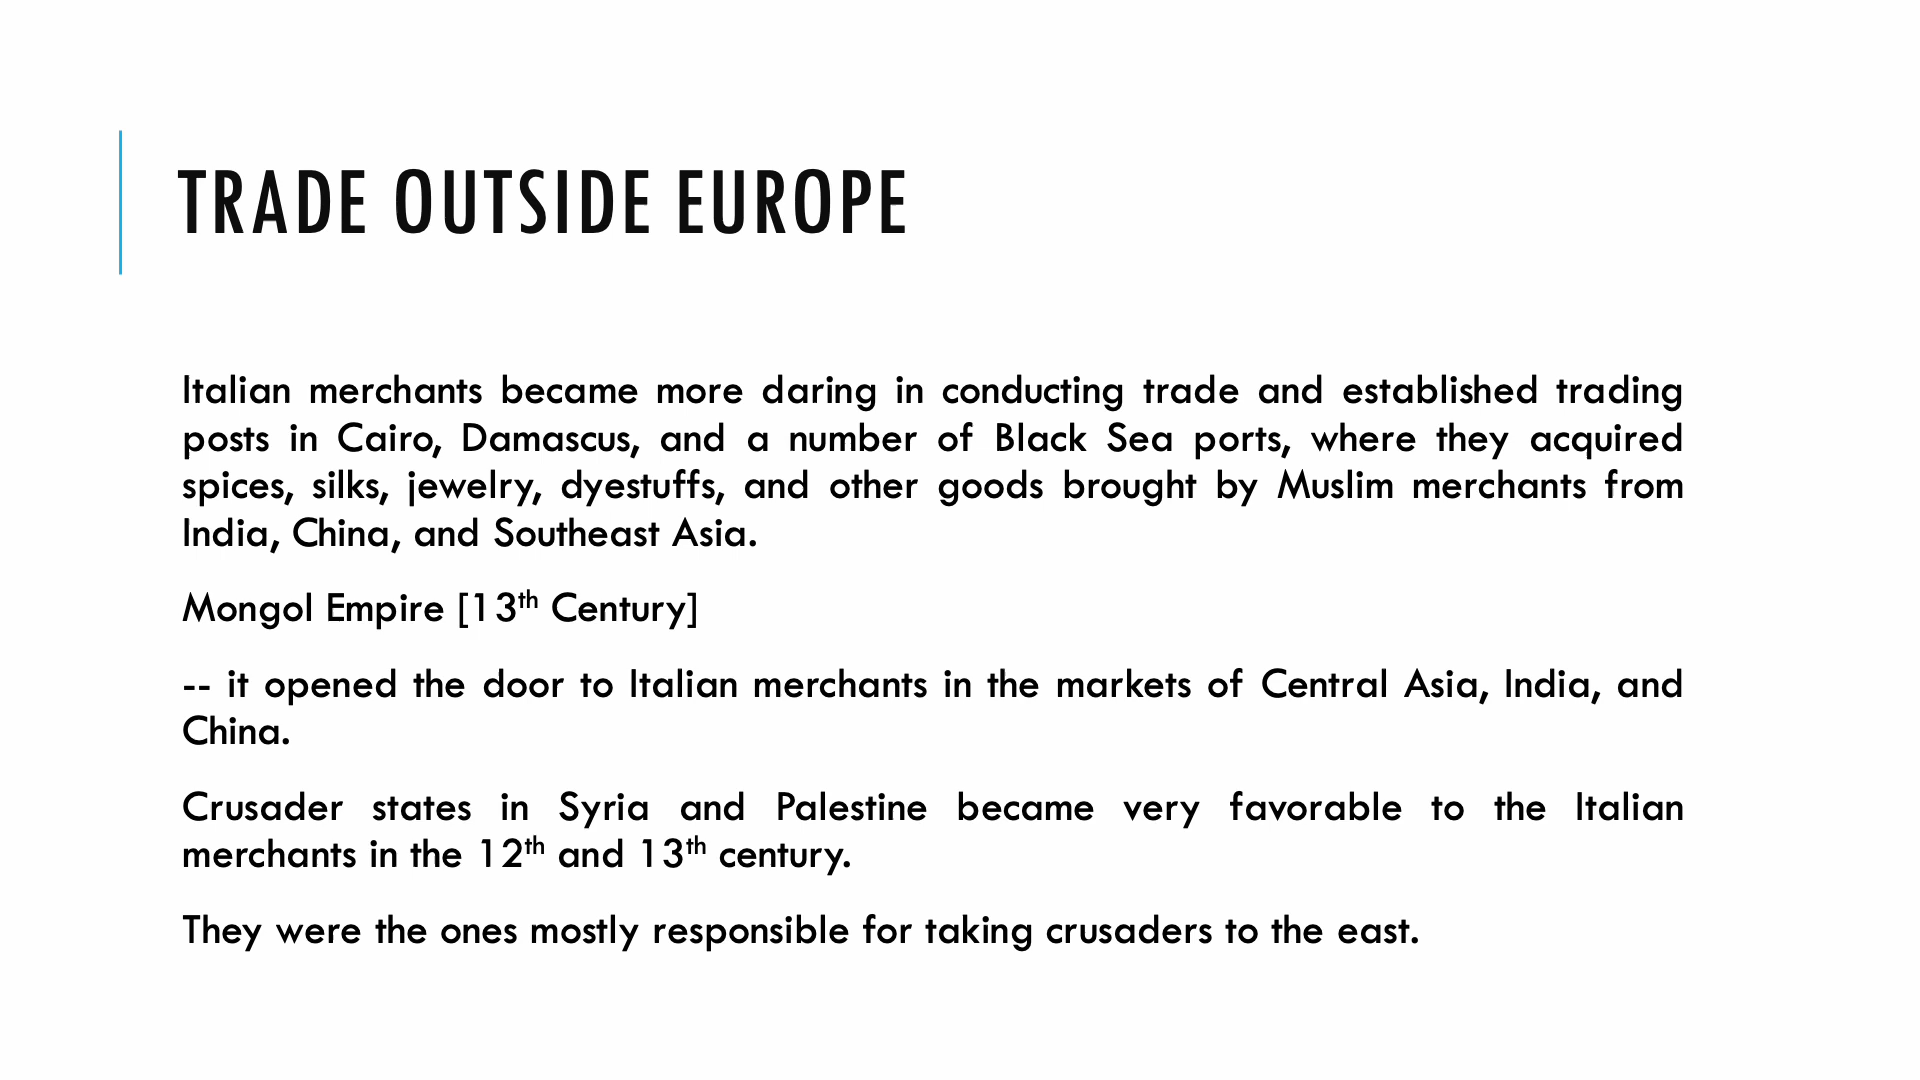 TRADE OUTSIDE EUROPE
Italian merchants became more daring in conducting trade and established trading
posts in Cairo, Damascus, and a number of Black Sea ports, where they acquired
spices, silks, jewelry, dyestuffs, and other goods brought by Muslim merchants from
India, China, and Southeast Asia.
Mongol Empire [13th Century]
-- it opened the door to Italian merchants in the markets of Central Asia, India, and
China.
Crusader states in Syria and Palestine became very favorable to the Italian
merchants in the 12th and 13th century.
They were the ones mostly responsible for taking crusaders to the east.